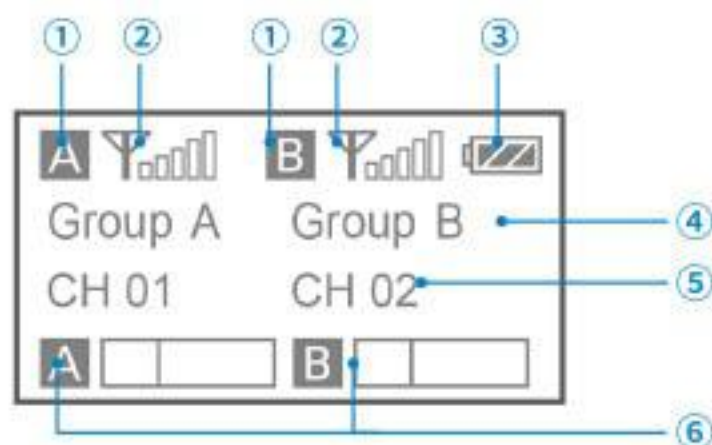 ① ② ① ② ③
A B
Group A Group B ④
CH 01 CH 02 ⑤
A B
⑥